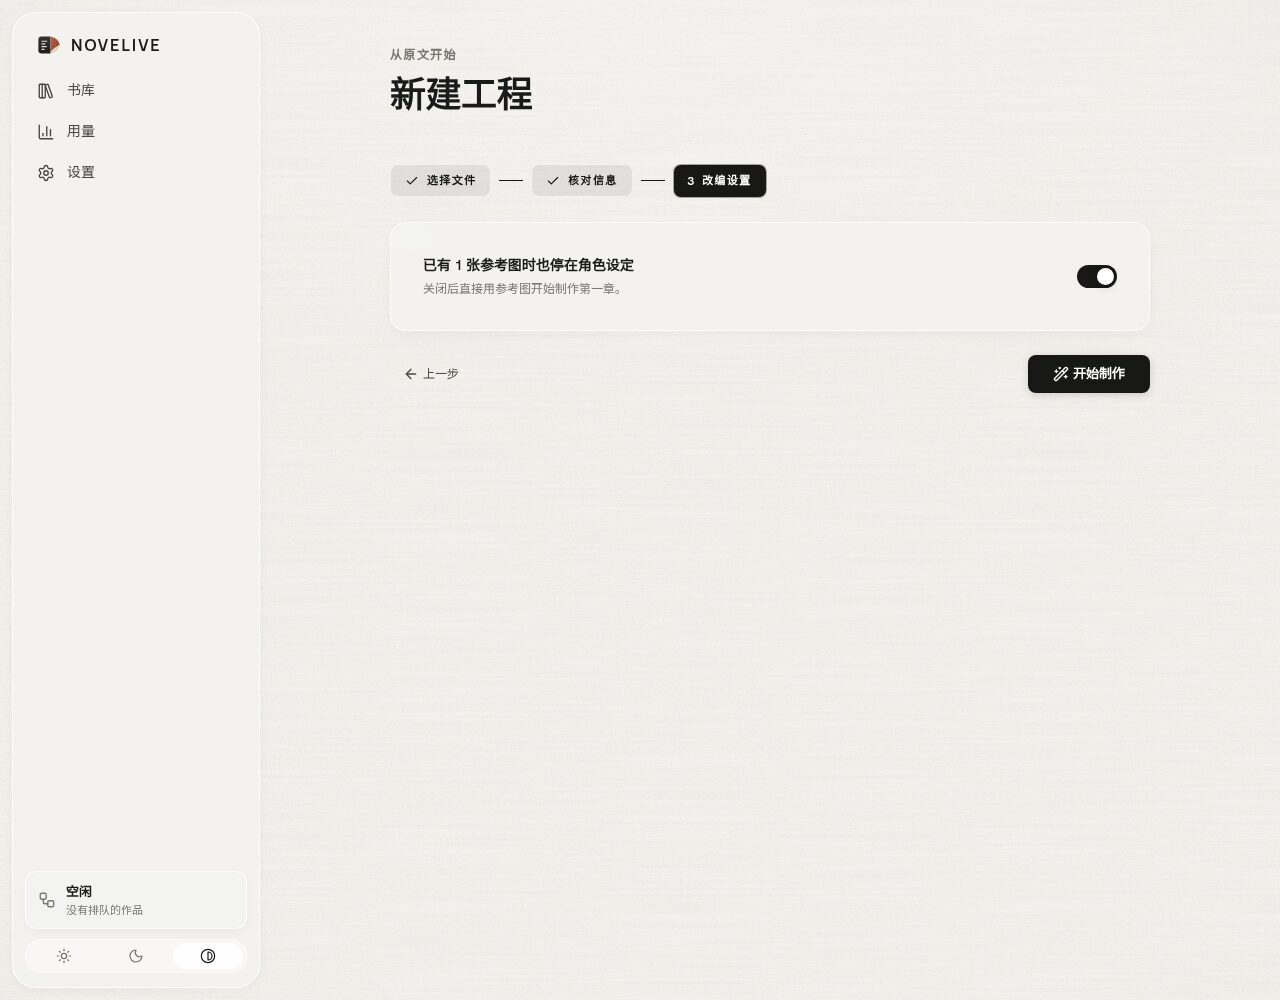 NOVELIVE
书库
用量
设置
从原文开始
新建工程
选择文件
核对信息
3 改编设置
已有 1 张参考图时也停在角色设定
关闭后直接用参考图开始制作第一章。
上一步
开始制作
空闲
没有排队的作品